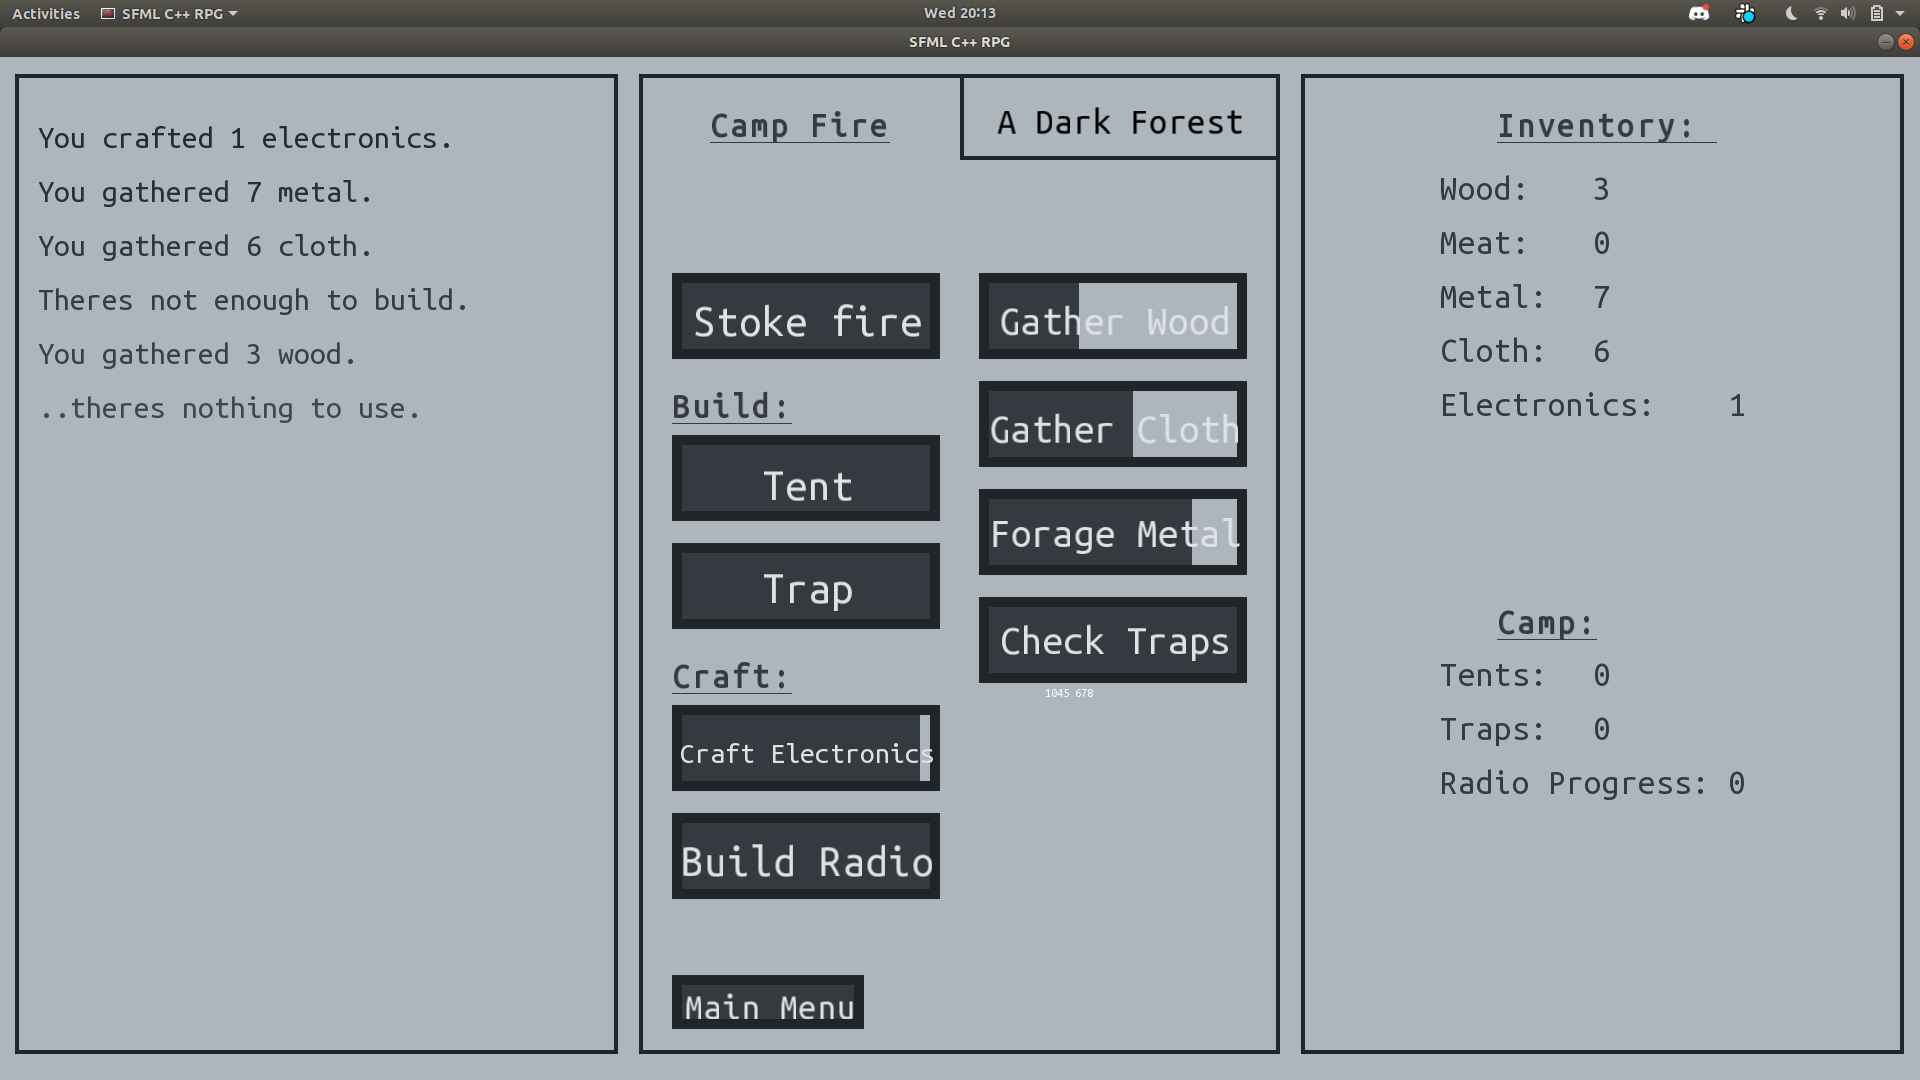 Activities
SFML C++ RPG
Wed 20:13
SFML C++ RPG
You crafted 1 electronics.
You gathered 7 metal.
You gathered 6 cloth.
Theres not enough to build.
You gathered 3 wood.
..theres nothing to use.
Camp Fire
A Dark Forest
Stoke fire
Build:
Tent
Trap
Craft:
Craft Electronics
Build Radio
Main Menu
Gather Wood
Gather Cloth
Forage Metal
Check Traps
1045 678
Inventory:
Wood: 3
Meat: 0
Metal: 7
Cloth: 6
Electronics: 1
Camp:
Tents: 0
Traps: 0
Radio Progress: 0